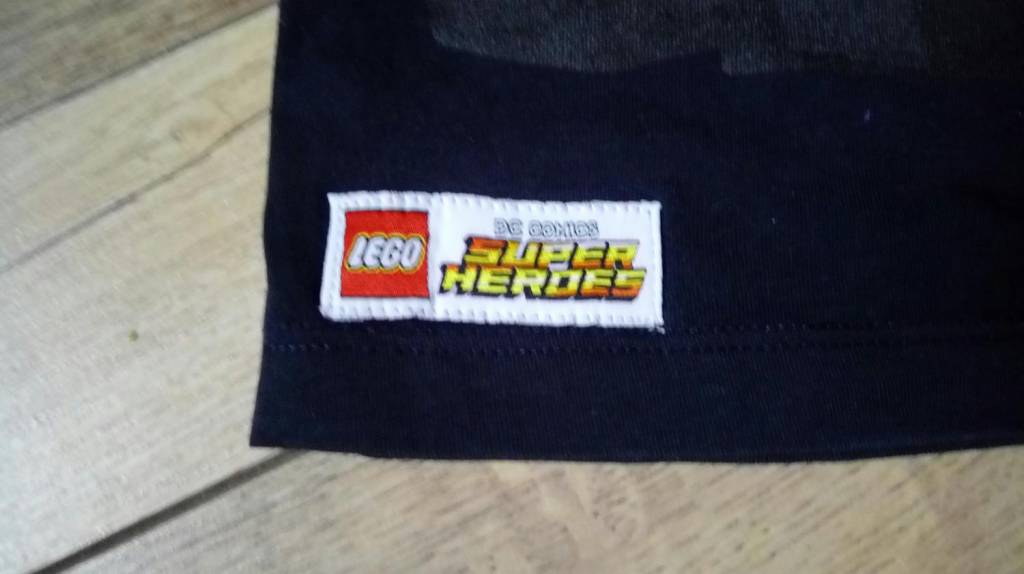 LEGO
DC COMICS
SUPER
HEROES